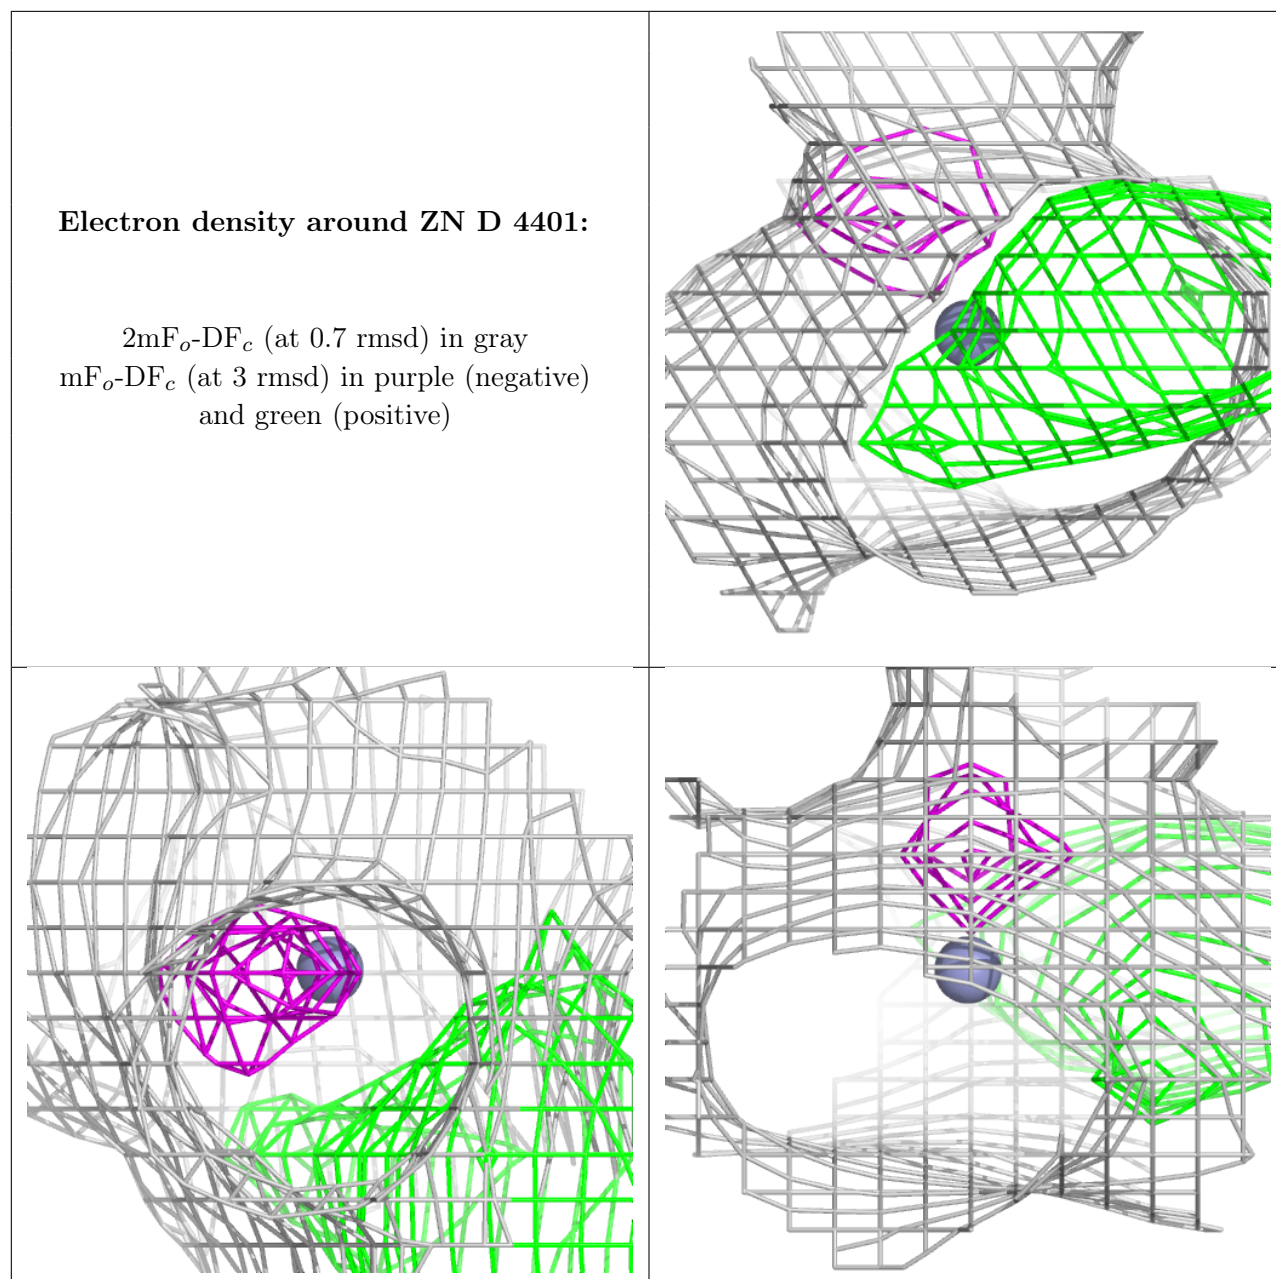 Electron density around ZN D 4401:
2mFo-DFc (at 0.7 rmsd) in gray
mFo-DFc (at 3 rmsd) in purple (negative)
and green (positive)